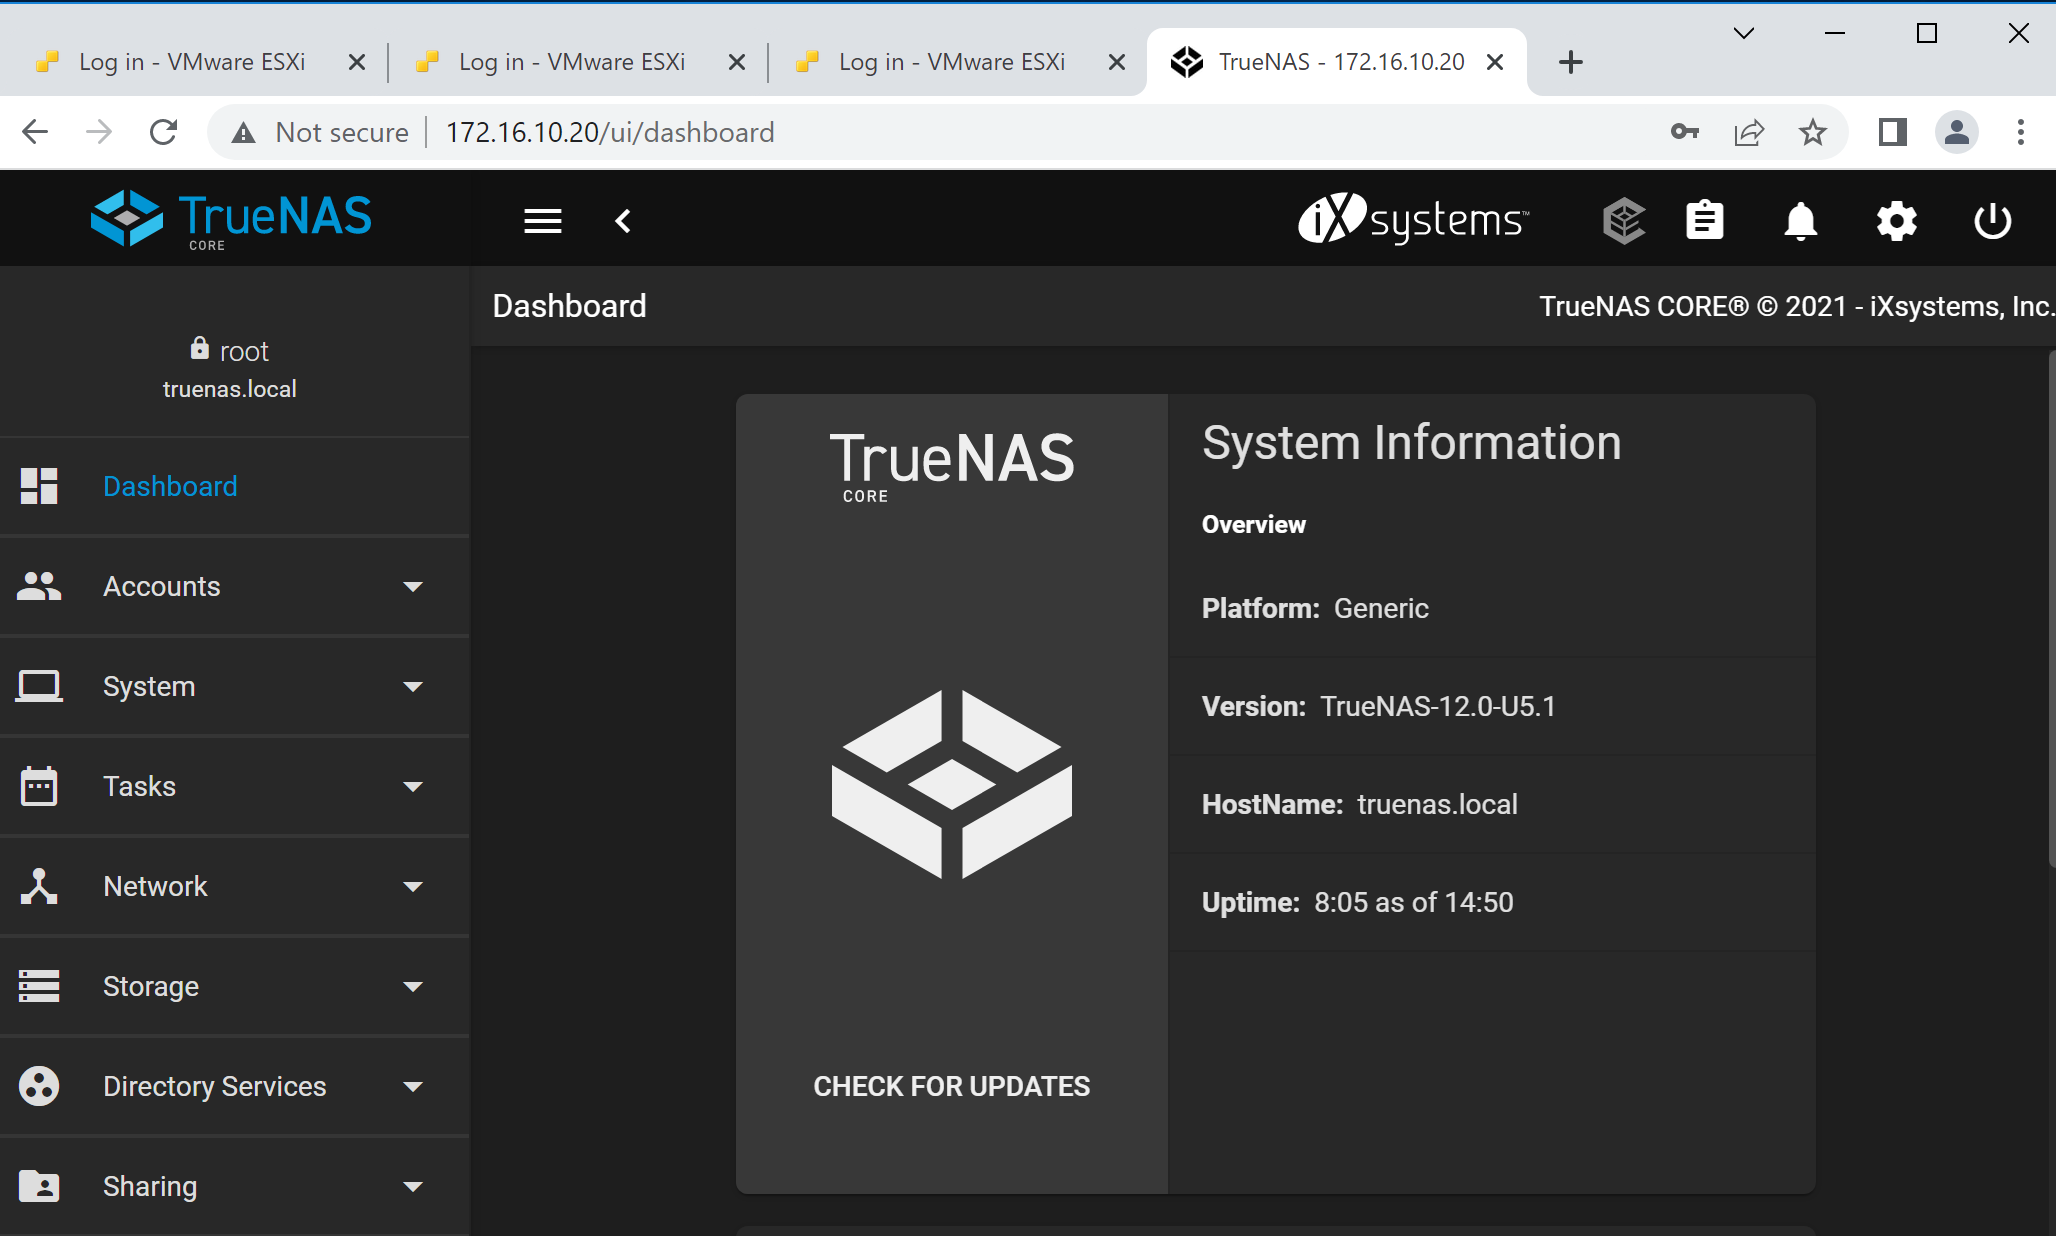 Log in - VMware ESXi
Log in - VMware ESXi
Log in - VMware ESXi
TrueNAS - 172.16.10.20
Not secure
172.16.10.20/ui/dashboard
TrueNAS
CORE
iXsystems™
Dashboard
TrueNAS CORE® © 2021 - iXsystems, Inc.
root
truenas.local
Dashboard
Accounts
System
Tasks
Network
Storage
Directory Services
Sharing
TrueNAS
CORE
CHECK FOR UPDATES
System Information
Overview
Platform: Generic
Version: TrueNAS-12.0-U5.1
HostName: truenas.local
Uptime: 8:05 as of 14:50